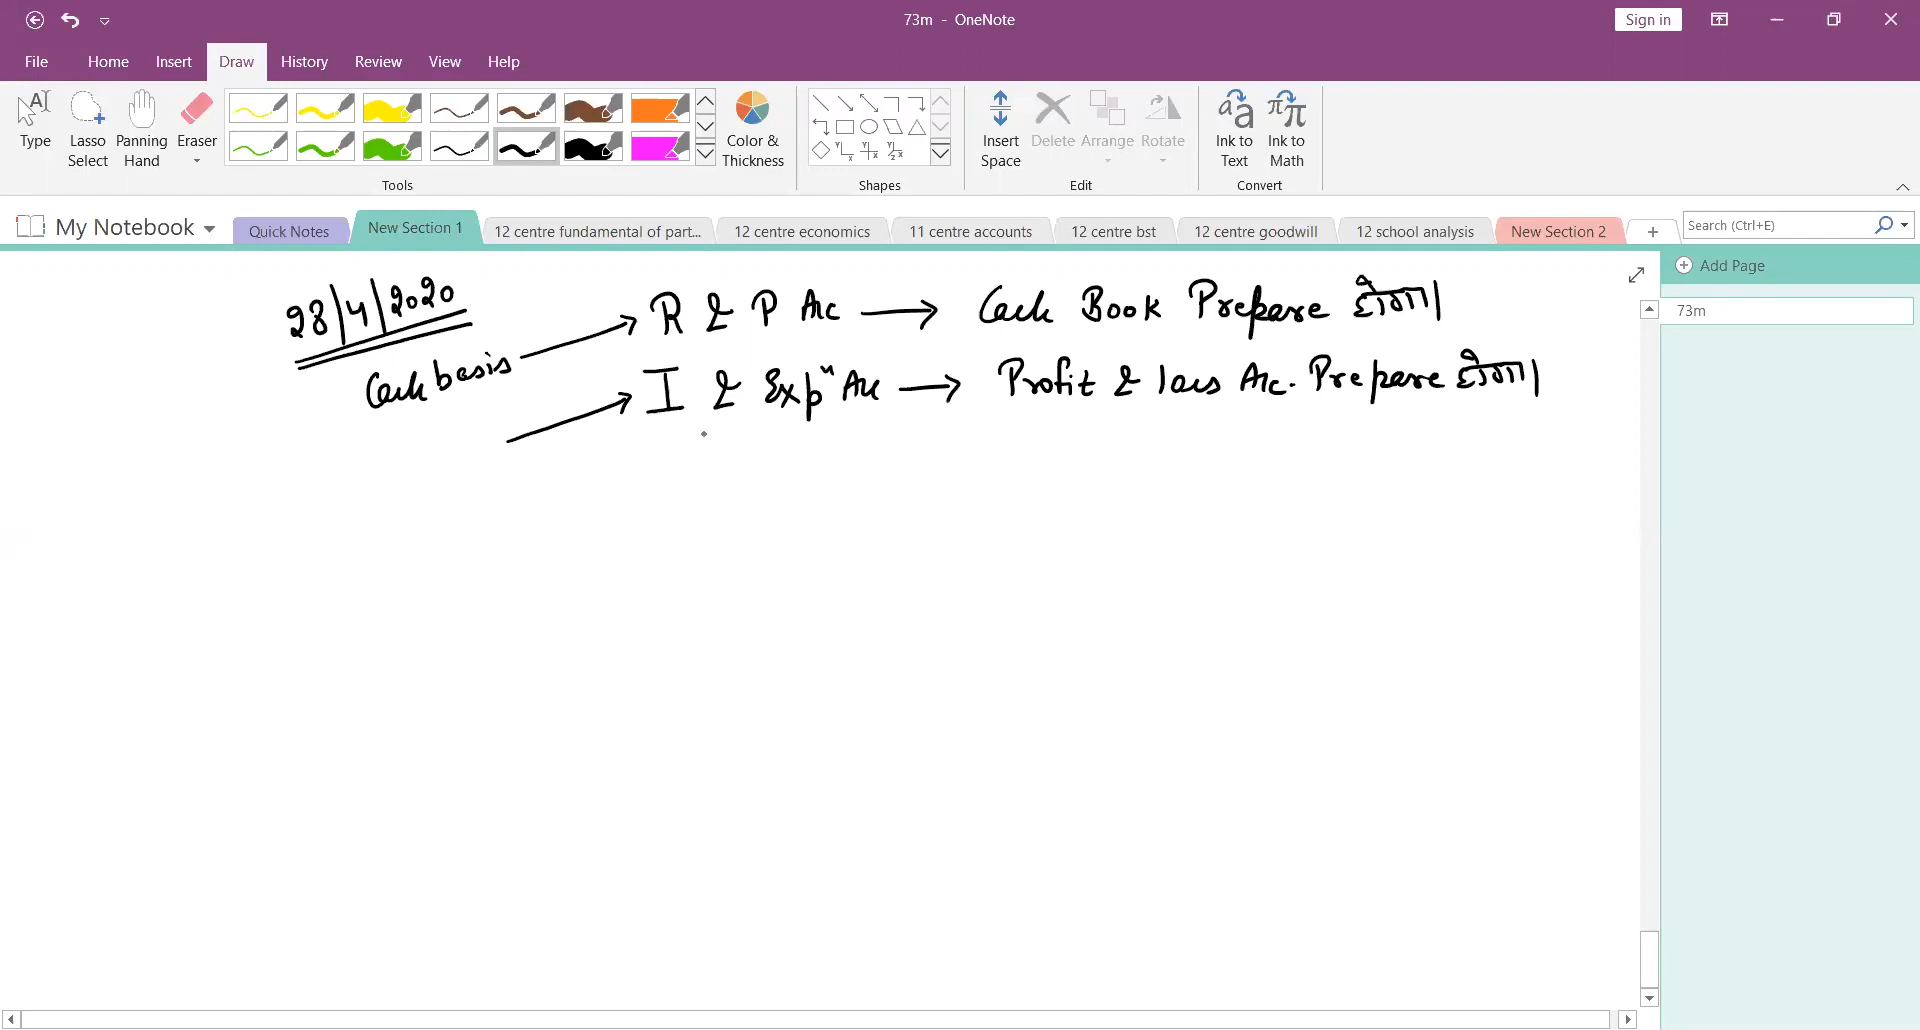 73m - OneNote
Sign in
File Home Insert Draw History Review View Help
Type
Lasso Select
Panning Hand
Eraser
Color & Thickness
Insert Space
Delete
Arrange
Rotate
Ink to Text
Ink to Math
Tools
Shapes
Edit
Convert
My Notebook
Quick Notes
New Section 1
12 centre fundamental of part...
12 centre economics
11 centre accounts
12 centre bst
12 centre goodwill
12 school analysis
New Section 2
Search (Ctrl+E)
Add Page
73m
28/4/2020
R & P A/c → Cash Book Prepare होगा।
Cash basis
I & Expⁿ A/c → Profit & loss A/c. Prepare होगा।